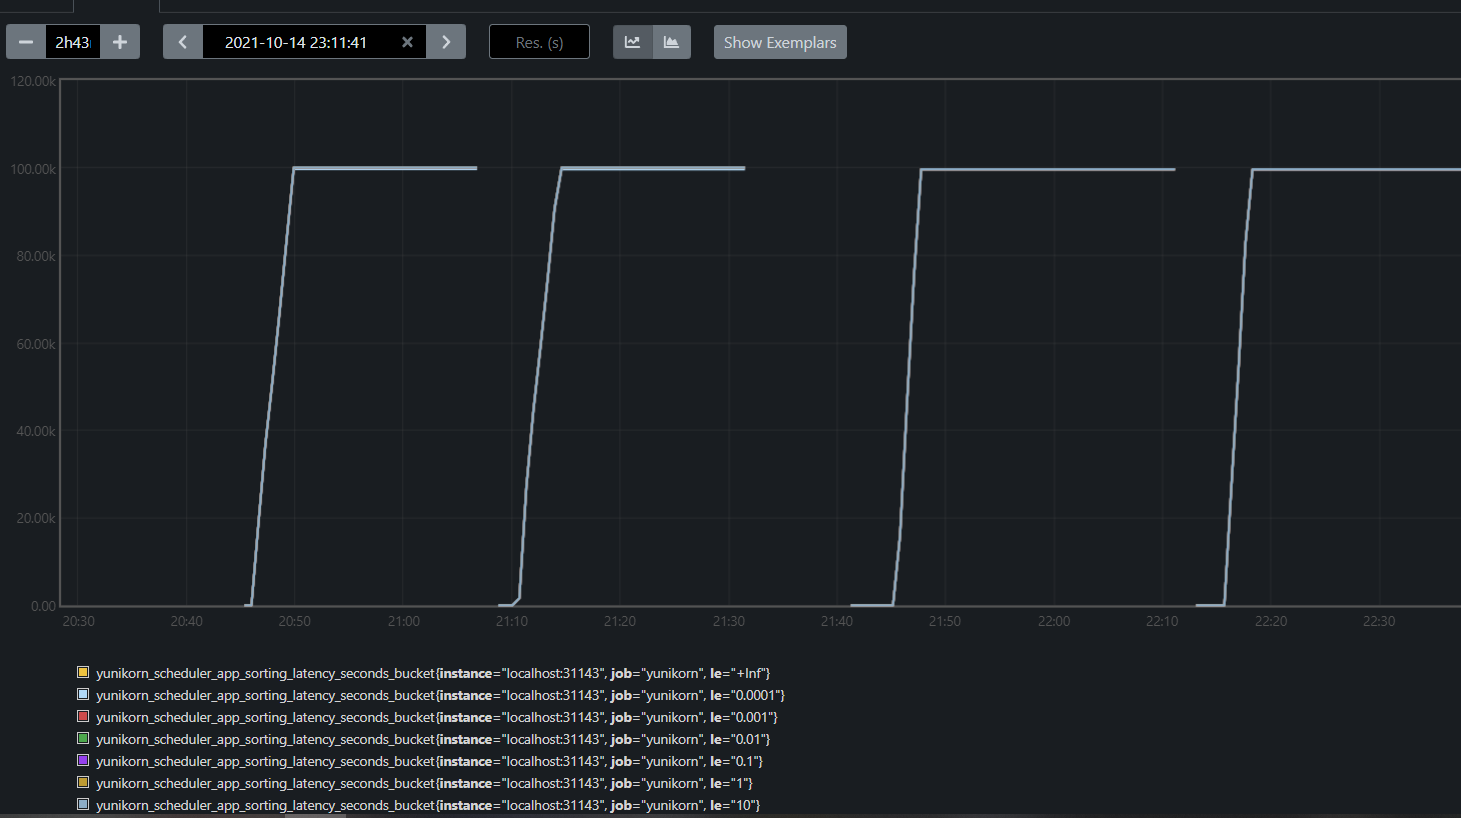 2h43
2021-10-14 23:11:41
Res. (s)
Show Exemplars
120.00k
100.00k
80.00k
60.00k
40.00k
20.00k
0.00
20:30 20:40 20:50 21:00 21:10 21:20 21:30 21:40 21:50 22:00 22:10 22:20 22:30
yunikorn_scheduler_app_sorting_latency_seconds_bucket{instance="localhost:31143", job="yunikorn", le="+Inf"}
yunikorn_scheduler_app_sorting_latency_seconds_bucket{instance="localhost:31143", job="yunikorn", le="0.0001"}
yunikorn_scheduler_app_sorting_latency_seconds_bucket{instance="localhost:31143", job="yunikorn", le="0.001"}
yunikorn_scheduler_app_sorting_latency_seconds_bucket{instance="localhost:31143", job="yunikorn", le="0.01"}
yunikorn_scheduler_app_sorting_latency_seconds_bucket{instance="localhost:31143", job="yunikorn", le="0.1"}
yunikorn_scheduler_app_sorting_latency_seconds_bucket{instance="localhost:31143", job="yunikorn", le="1"}
yunikorn_scheduler_app_sorting_latency_seconds_bucket{instance="localhost:31143", job="yunikorn", le="10"}